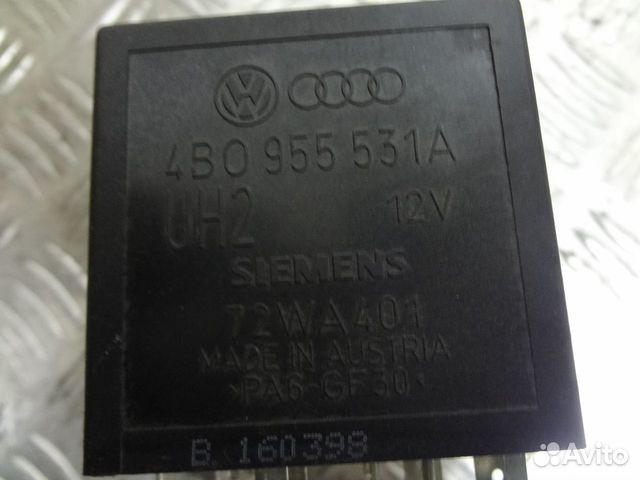 4B0 955 531A
UH2 12V
SIEMENS
72WA401
MADE IN AUSTRIA
>PA6-GF30<
B 160398
Avito